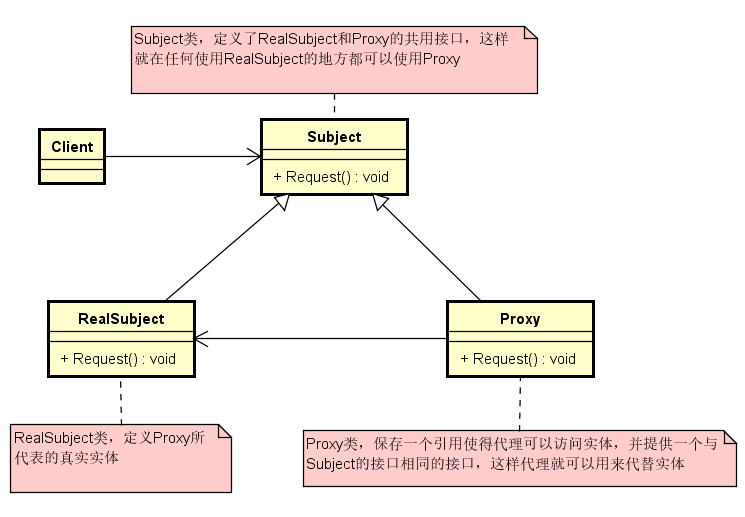 Subject类，定义了RealSubject和Proxy的共用接口，这样
就在任何使用RealSubject的地方都可以使用Proxy
Client
Subject
+ Request() : void
RealSubject
+ Request() : void
Proxy
+ Request() : void
RealSubject类，定义Proxy所
代表的真实实体
Proxy类，保存一个引用使得代理可以访问实体，并提供一个与
Subject的接口相同的接口，这样代理就可以用来代替实体